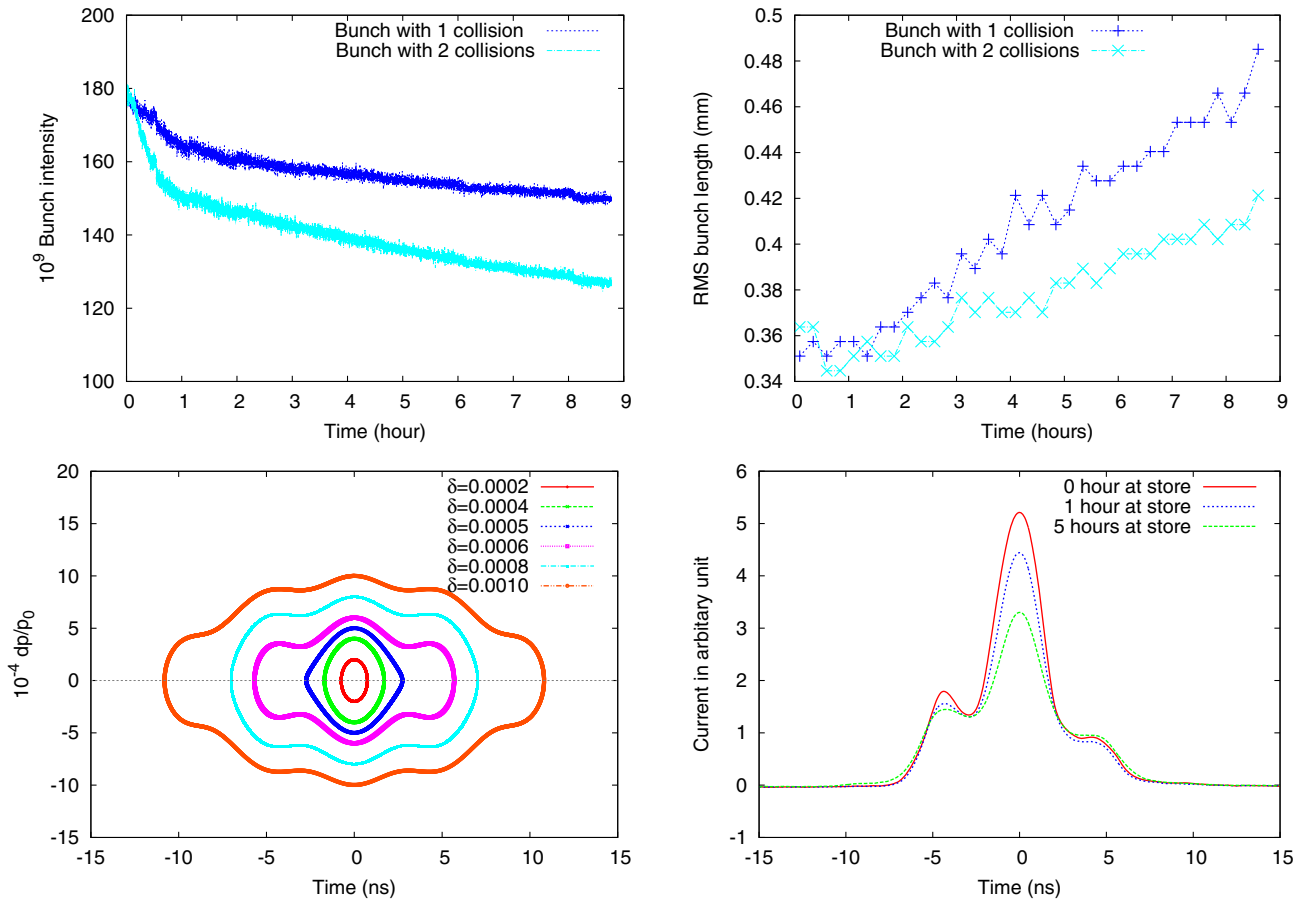 200
180
160
140
120
100
10^9 Bunch intensity
Bunch with 1 collision
Bunch with 2 collisions
0 1 2 3 4 5 6 7 8 9
Time (hour)
0.5
0.48
0.46
0.44
0.42
0.4
0.38
0.36
0.34
RMS bunch length (mm)
Bunch with 1 collision
Bunch with 2 collisions
0 1 2 3 4 5 6 7 8 9
Time (hours)
20
15
10
5
0
-5
-10
-15
10^-4 dp/p_0
δ=0.0002
δ=0.0004
δ=0.0005
δ=0.0006
δ=0.0008
δ=0.0010
-15 -10 -5 0 5 10 15
Time (ns)
6
5
4
3
2
1
0
-1
Current in arbitary unit
0 hour at store
1 hour at store
5 hours at store
-15 -10 -5 0 5 10 15
Time (ns)